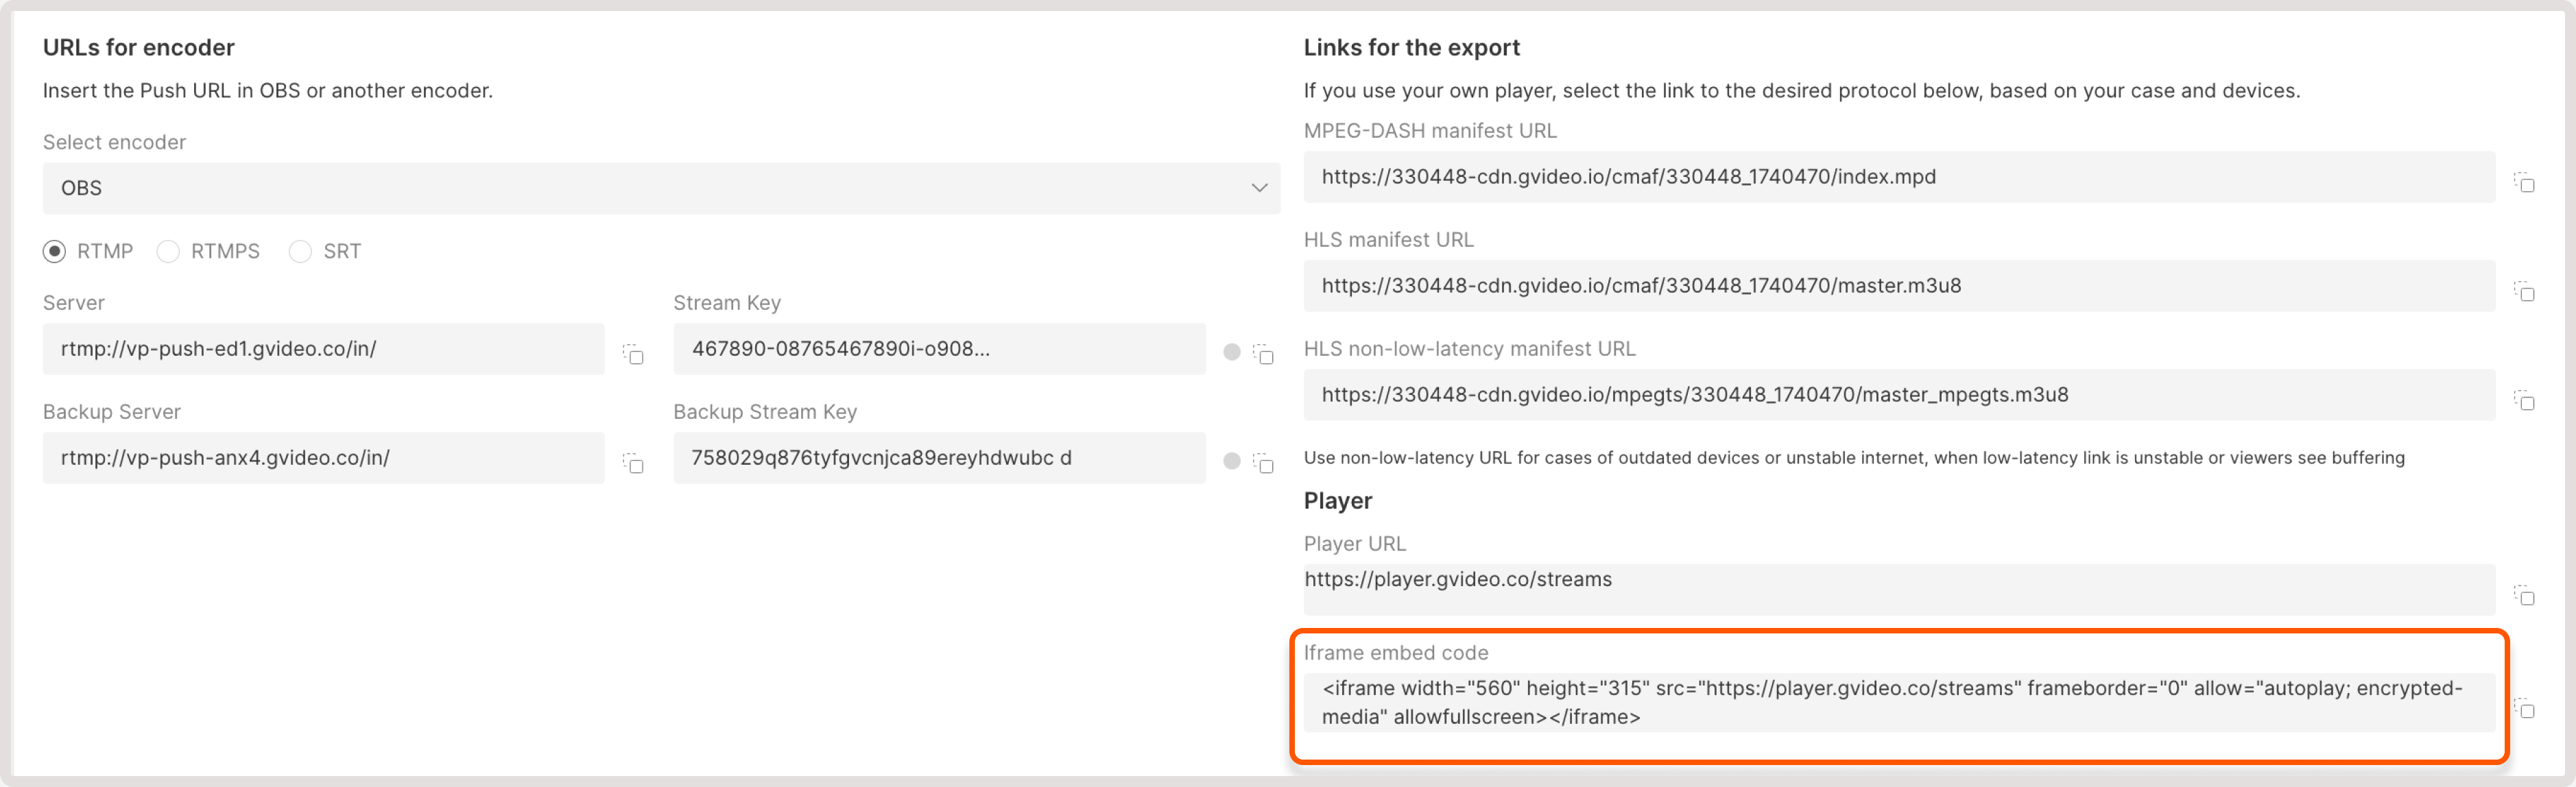 URLs for encoder
Insert the Push URL in OBS or another encoder.
Select encoder
OBS
RTMP RTMPS SRT
Server
rtmp://vp-push-ed1.gvideo.co/in/
Stream Key
467890-08765467890i-o908...
Backup Server
rtmp://vp-push-anx4.gvideo.co/in/
Backup Stream Key
758029q876tyfgvcnjca89ereyhdwubc d
Links for the export
If you use your own player, select the link to the desired protocol below, based on your case and devices.
MPEG-DASH manifest URL
https://330448-cdn.gvideo.io/cmaf/330448_1740470/index.mpd
HLS manifest URL
https://330448-cdn.gvideo.io/cmaf/330448_1740470/master.m3u8
HLS non-low-latency manifest URL
https://330448-cdn.gvideo.io/mpegts/330448_1740470/master_mpegts.m3u8
Use non-low-latency URL for cases of outdated devices or unstable internet, when low-latency link is unstable or viewers see buffering
Player
Player URL
https://player.gvideo.co/streams
Iframe embed code
<iframe width="560" height="315" src="https://player.gvideo.co/streams" frameborder="0" allow="autoplay; encrypted-
media" allowfullscreen></iframe>